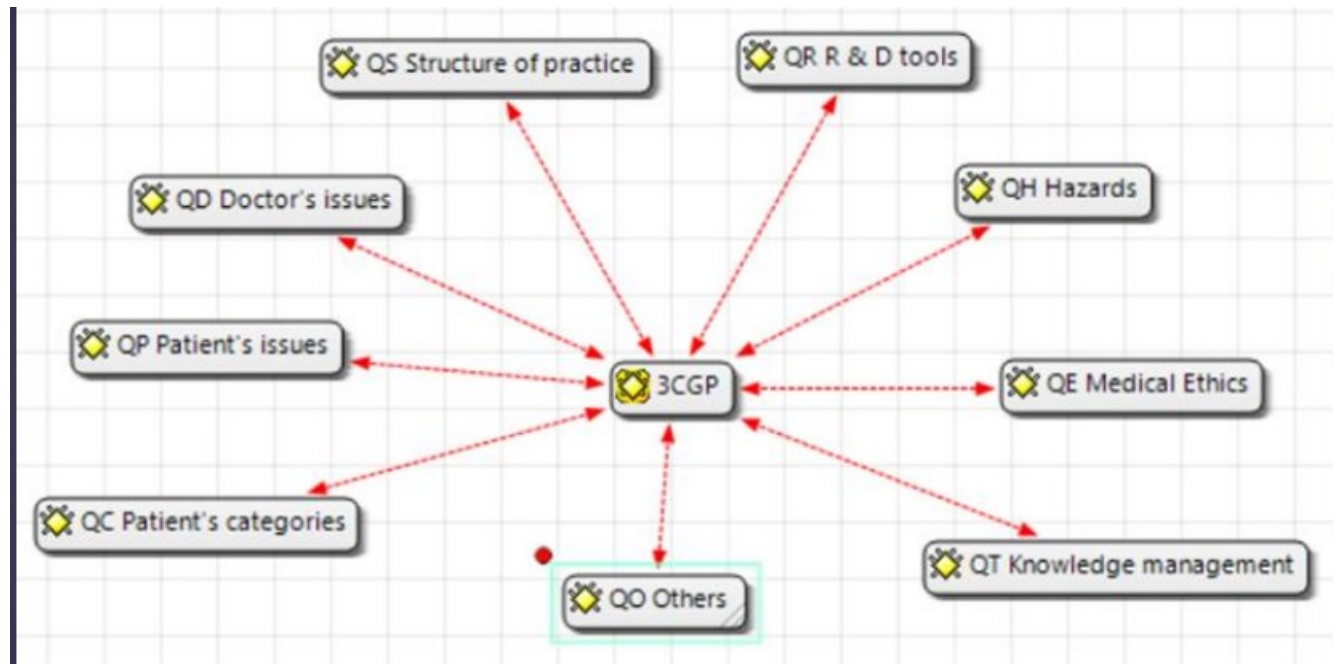 QS Structure of practice
QR R & D tools
QD Doctor's issues
QH Hazards
QP Patient's issues
3CGP
QE Medical Ethics
QC Patient's categories
QT Knowledge management
QO Others